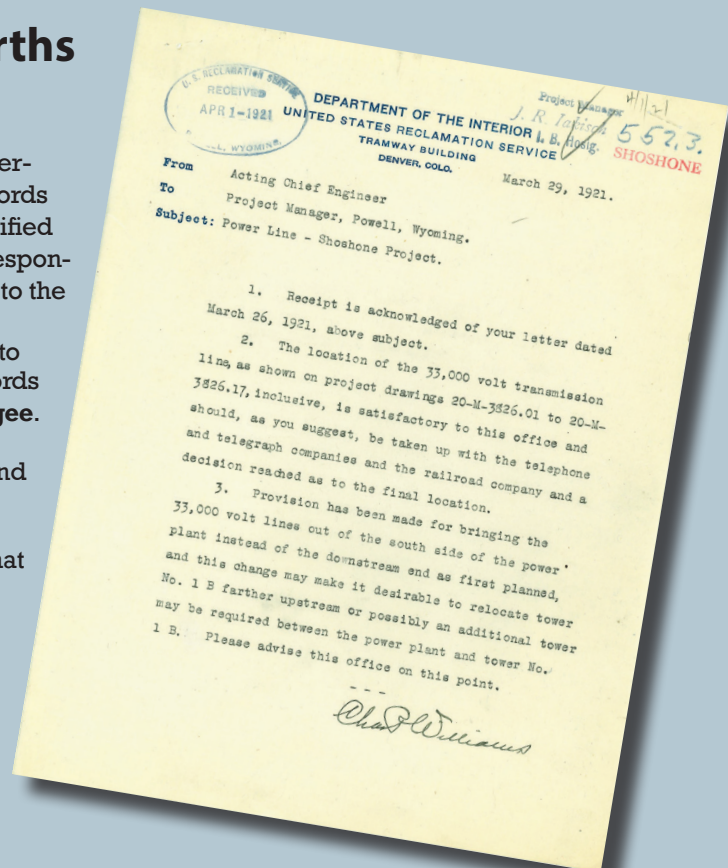 rths
er-
ords
ified
espon-
to the
to
ords
gee.
nd
hat
U. S. RECLAMATION SERVICE
RECEIVED
APR 1-1921
WYOMING.
DEPARTMENT OF THE INTERIOR
UNITED STATES RECLAMATION SERVICE
TRAMWAY BUILDING
DENVER, COLO.
Project Manager
4/1/21
J. R. Iakisch
I. B. Hosig.
552.3.
SHOSHONE
March 29, 1921.
From Acting Chief Engineer
To Project Manager, Powell, Wyoming.
Subject: Power Line - Shoshone Project.
1. Receipt is acknowledged of your letter dated
March 26, 1921, above subject.
2. The location of the 33,000 volt transmission
line, as shown on project drawings 20-M-3826.01 to 20-M-
3826.17, inclusive, is satisfactory to this office and
should, as you suggest, be taken up with the telephone
and telegraph companies and the railroad company and a
decision reached as to the final location.
3. Provision has been made for bringing the
33,000 volt lines out of the south side of the power
plant instead of the downstream end as first planned,
and this change may make it desirable to relocate tower
No. 1 B farther upstream or possibly an additional tower
may be required between the power plant and tower No.
1 B. Please advise this office on this point.
- - -
Chas P Williams